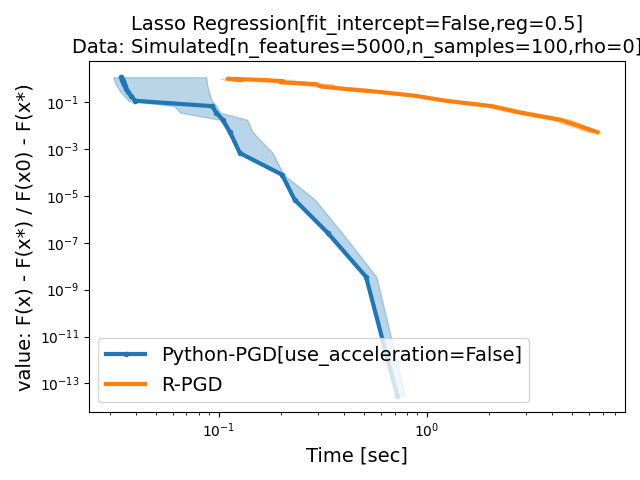 Lasso Regression[fit_intercept=False,reg=0.5]
Data: Simulated[n_features=5000,n_samples=100,rho=0]
value: F(x) - F(x*) / F(x0) - F(x*)
10⁻¹
10⁻³
10⁻⁵
10⁻⁷
10⁻⁹
10⁻¹¹
10⁻¹³
Python-PGD[use_acceleration=False]
R-PGD
10⁻¹ 10⁰
Time [sec]